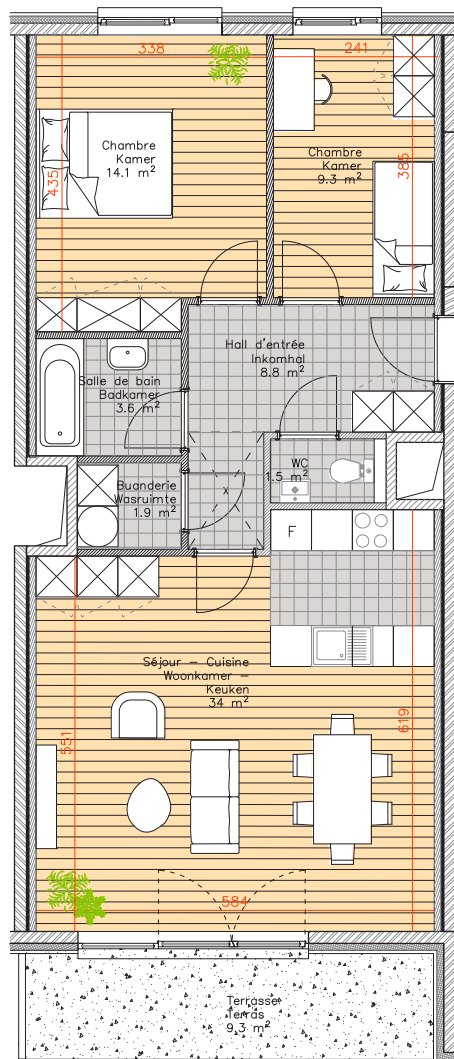 338
241
Chambre
Kamer
14.1 m²
435
Chambre
Kamer
9.3 m²
385
Hall d'entrée
Inkomhal
8.8 m²
Salle de bain
Badkamer
3.6 m²
WC
1.5 m²
Buanderie
Wasruimte
1.9 m²
F
Séjour – Cuisine
Woonkamer –
Keuken
34 m²
551
619
584
Terrasse
Terras
9.3 m²